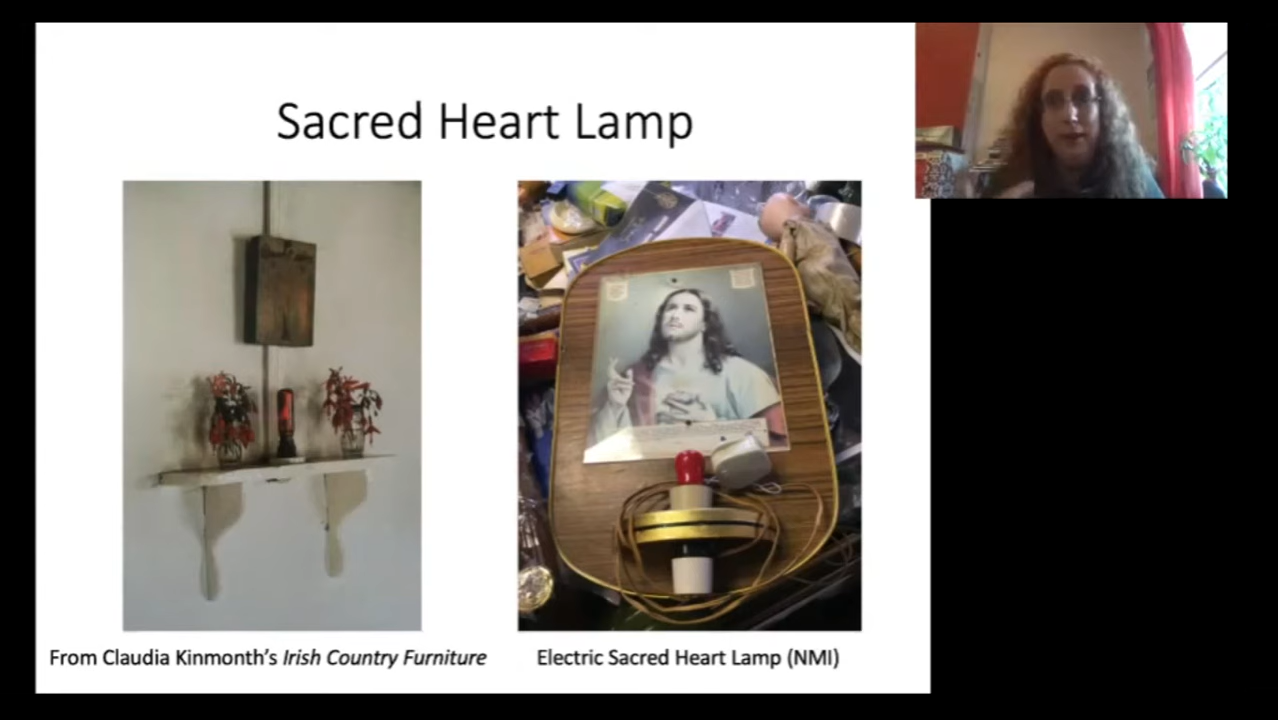 Sacred Heart Lamp
From Claudia Kinmonth's Irish Country Furniture
Electric Sacred Heart Lamp (NMI)